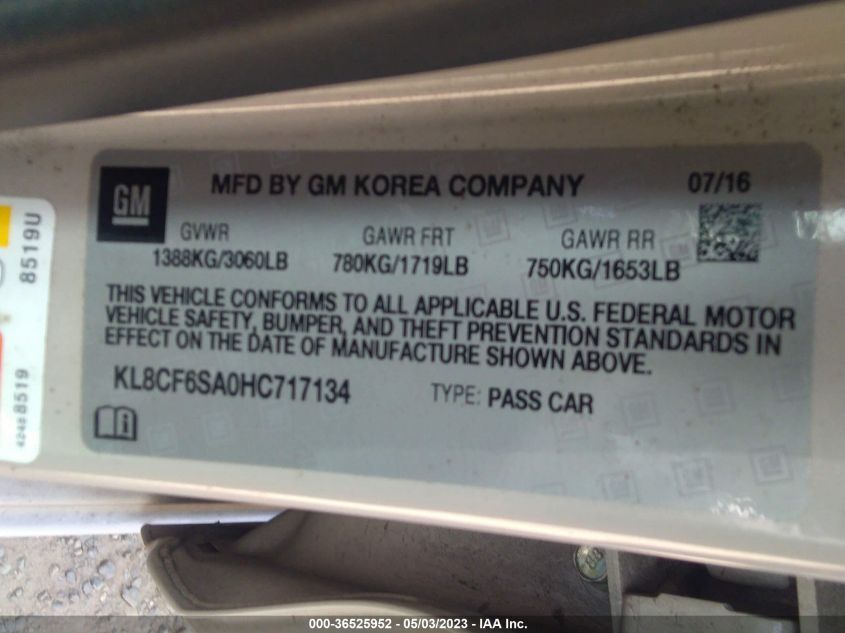 GM
MFD BY GM KOREA COMPANY
07/16
GVWR
GAWR FRT
GAWR RR
1388KG/3060LB
780KG/1719LB
750KG/1653LB
THIS VEHICLE CONFORMS TO ALL APPLICABLE U.S. FEDERAL MOTOR
VEHICLE SAFETY, BUMPER, AND THEFT PREVENTION STANDARDS IN
EFFECT ON THE DATE OF MANUFACTURE SHOWN ABOVE.
KL8CF6SA0HC717134
TYPE: PASS CAR
8519U
42488519
000-36525952 – 05/03/2023 – IAA Inc.